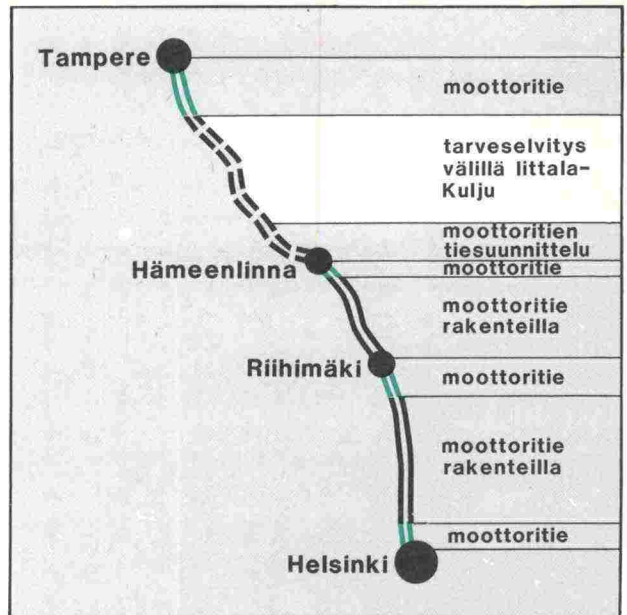 Tampere
moottoritie
tarveselvitys
välillä Iittala-
Kulju
moottoritien
tiesuunnittelu
Hämeenlinna
moottoritie
moottoritie
rakenteilla
Riihimäki
moottoritie
moottoritie
rakenteilla
moottoritie
Helsinki